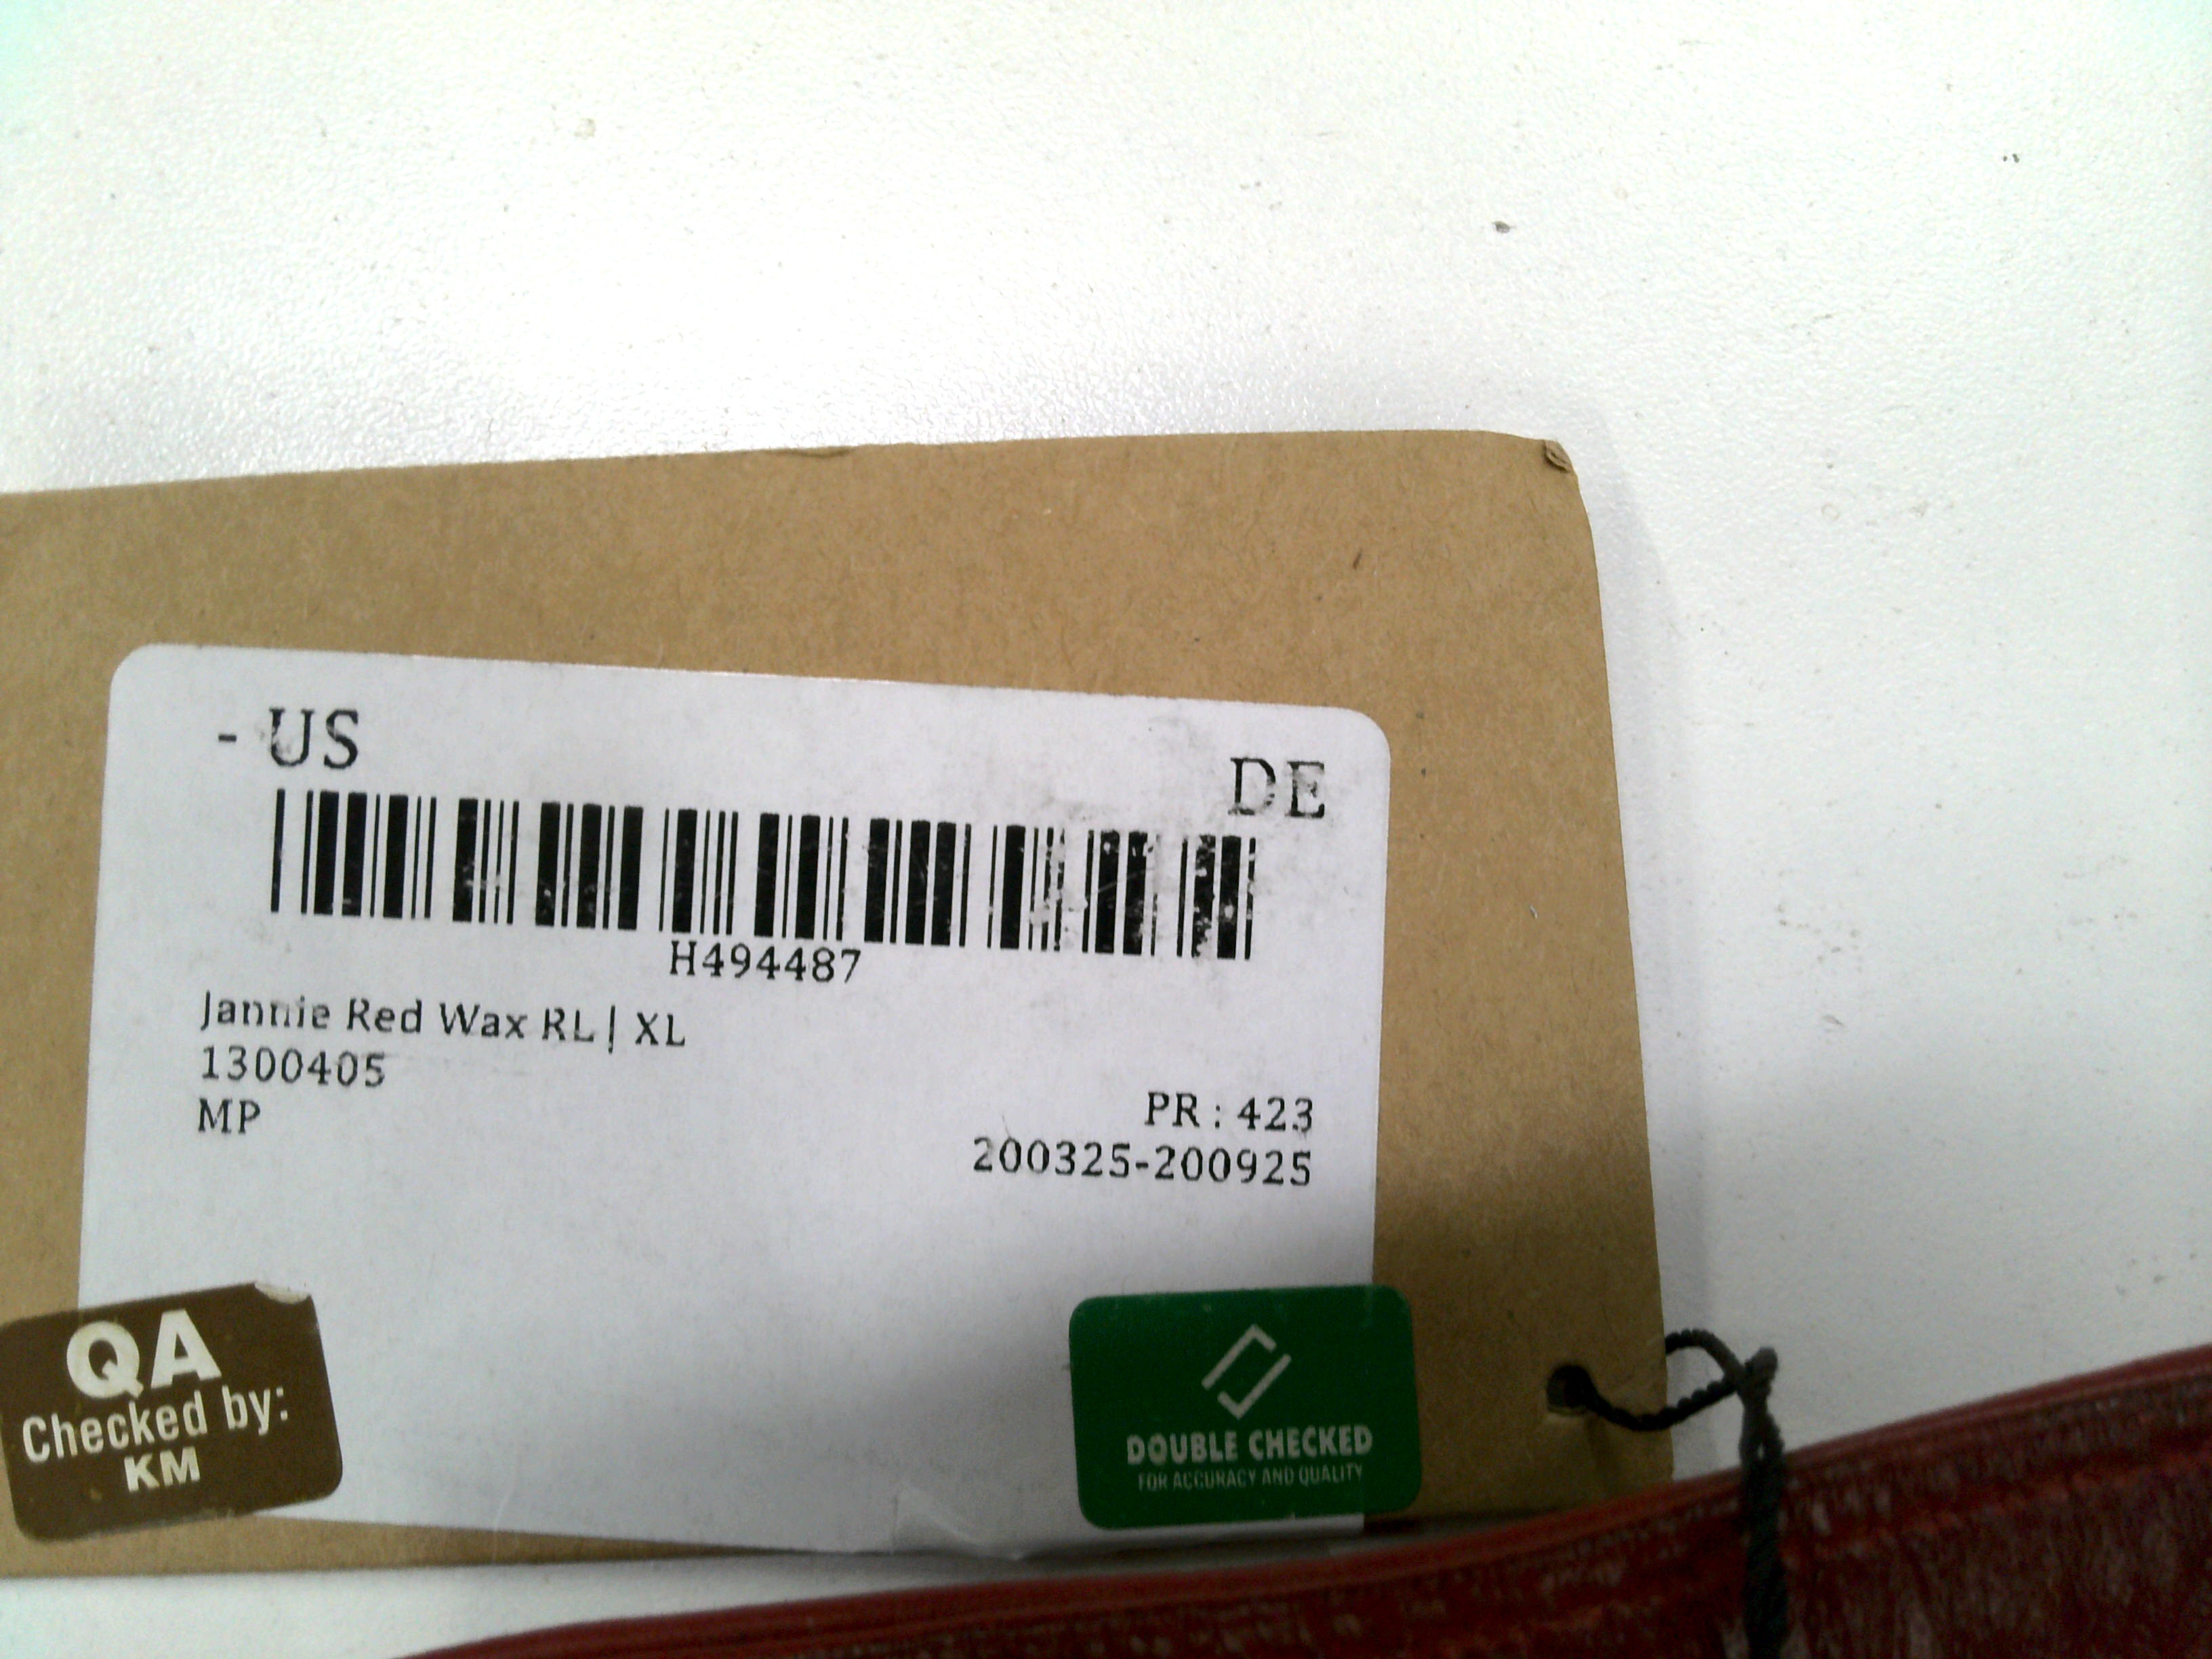 - US
DE
H494487
Jannie Red Wax RL | XL
1300405
MP
PR : 423
200325-200925
QA
Checked by:
KM
DOUBLE CHECKED
FOR ACCURACY AND QUALITY